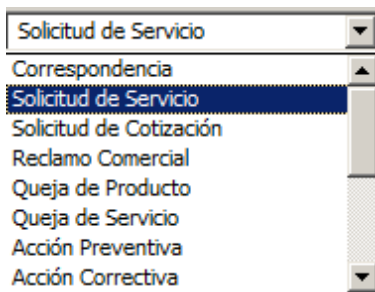 Solicitud de Servicio
Correspondencia
Solicitud de Servicio
Solicitud de Cotización
Reclamo Comercial
Queja de Producto
Queja de Servicio
Acción Preventiva
Acción Correctiva